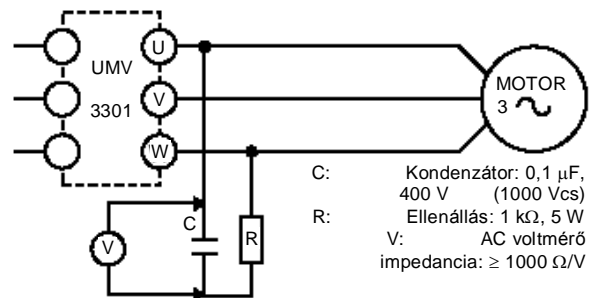 U
UMV
MOTOR
V
3
3301
W
C: Kondenzátor: 0,1 µF,
400 V (1000 Vcs)
R: Ellenállás: 1 kΩ, 5 W
C
V
R
V: AC voltmérő
impedancia: ≥ 1000 Ω/V